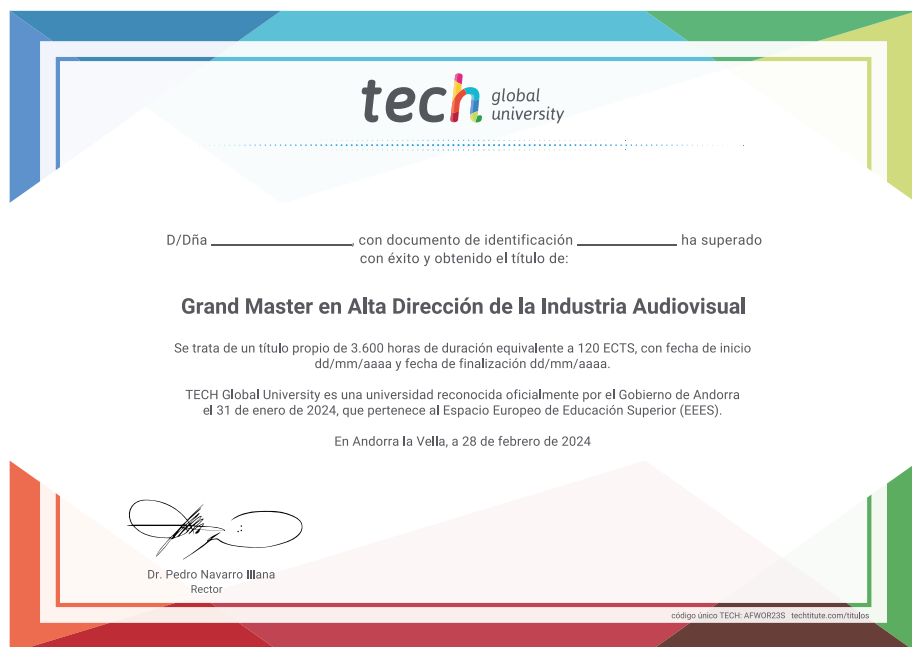 tech global university
D/Dña ______________, con documento de identificación ______________ ha superado
con éxito y obtenido el título de:
Grand Master en Alta Dirección de la Industria Audiovisual
Se trata de un título propio de 3.600 horas de duración equivalente a 120 ECTS, con fecha de inicio
dd/mm/aaaa y fecha de finalización dd/mm/aaaa.
TECH Global University es una universidad reconocida oficialmente por el Gobierno de Andorra
el 31 de enero de 2024, que pertenece al Espacio Europeo de Educación Superior (EEES).
En Andorra la Vella, a 28 de febrero de 2024
Dr. Pedro Navarro Illana
Rector
código único TECH: AFWOR23S techtitute.com/titulos